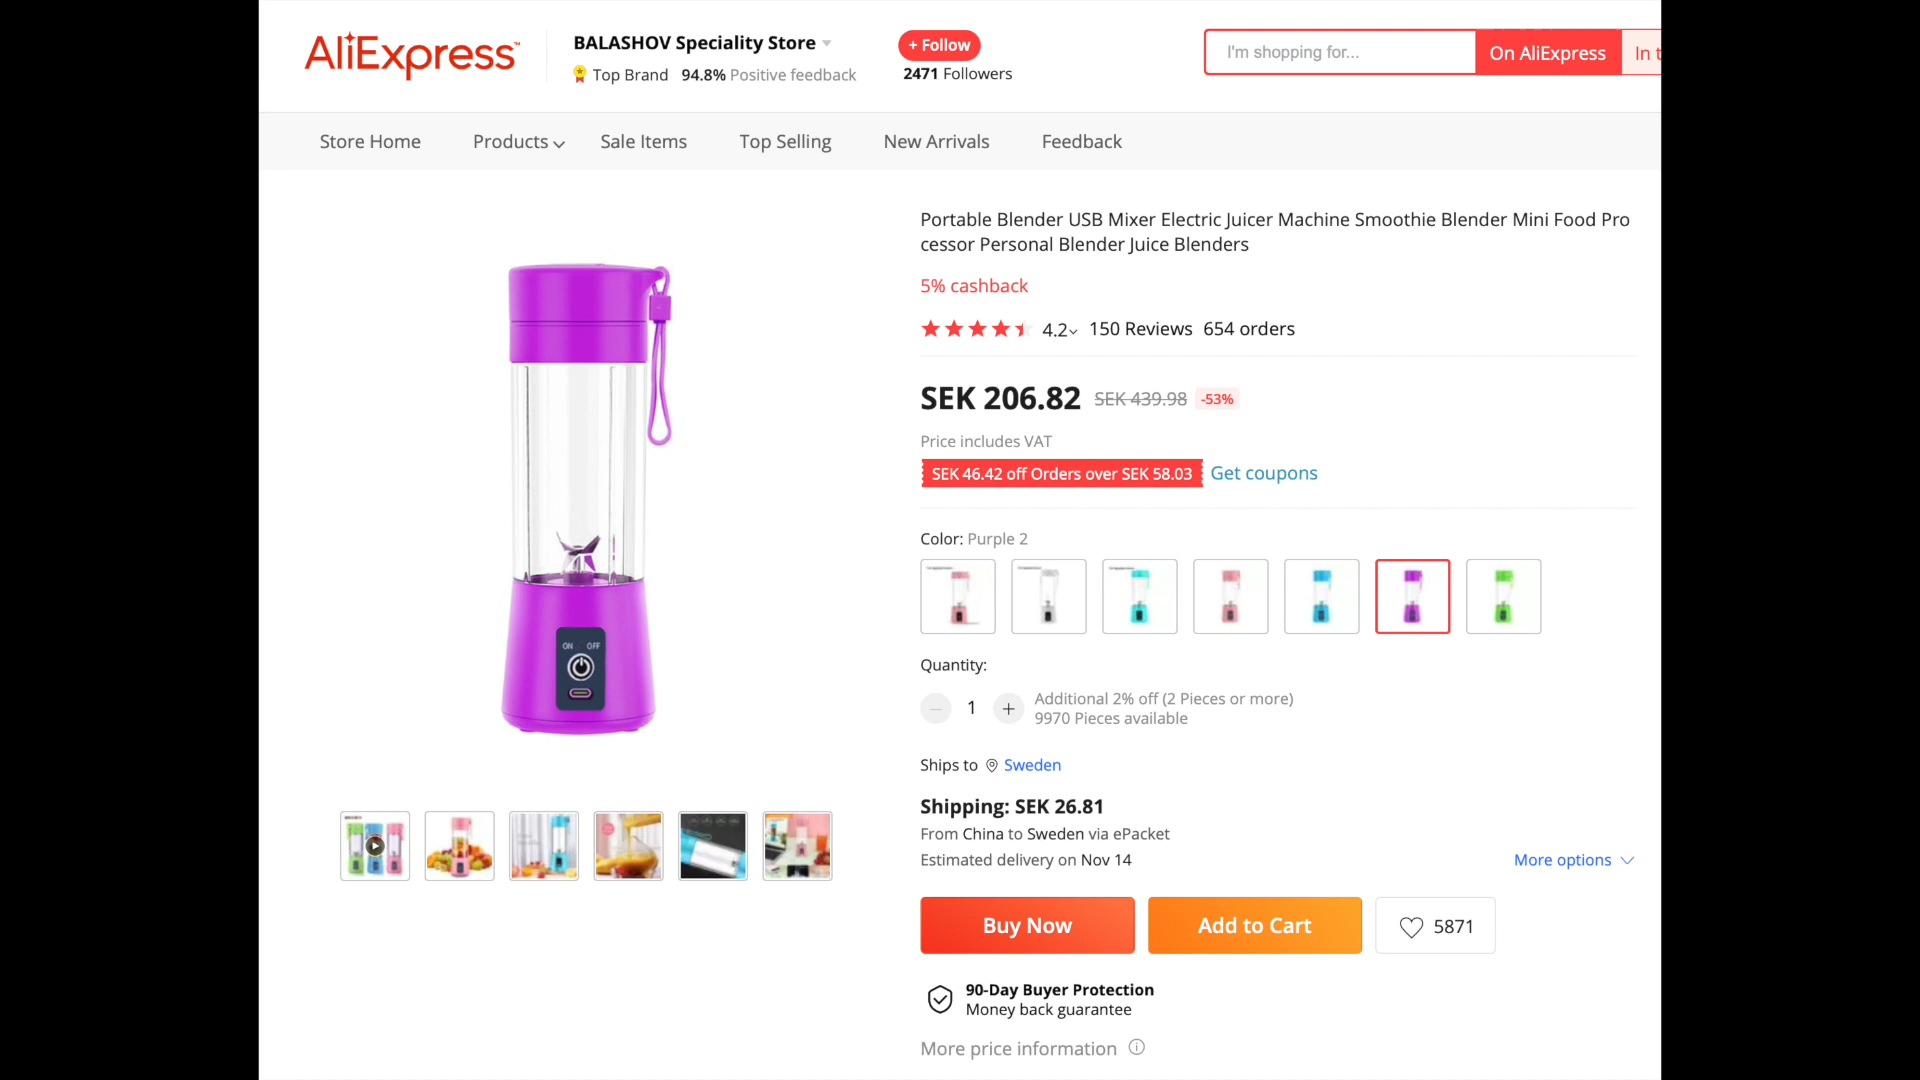 AliExpress™
BALASHOV Speciality Store
Top Brand 94.8% Positive feedback
+ Follow
2471 Followers
I'm shopping for...
On AliExpress
In t
Store Home
Products
Sale Items
Top Selling
New Arrivals
Feedback
Portable Blender USB Mixer Electric Juicer Machine Smoothie Blender Mini Food Pro
cessor Personal Blender Juice Blenders
5% cashback
4.2 150 Reviews 654 orders
SEK 206.82 SEK 439.98 -53%
Price includes VAT
SEK 46.42 off Orders over SEK 58.03 Get coupons
Color: Purple 2
ON OFF
Quantity:
1
Additional 2% off (2 Pieces or more)
9970 Pieces available
Ships to Sweden
Shipping: SEK 26.81
From China to Sweden via ePacket
Estimated delivery on Nov 14
More options
Buy Now
Add to Cart
5871
90-Day Buyer Protection
Money back guarantee
More price information